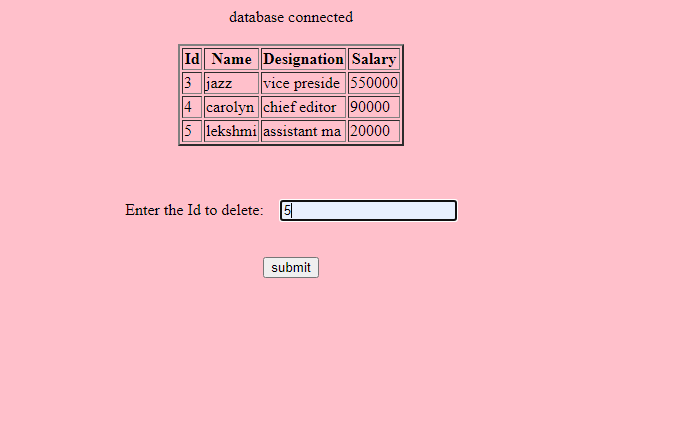 database connected
Id Name Designation Salary
3 jazz vice preside 550000
4 carolyn chief editor 90000
5 lekshmi assistant ma 20000
Enter the Id to delete: 5
submit